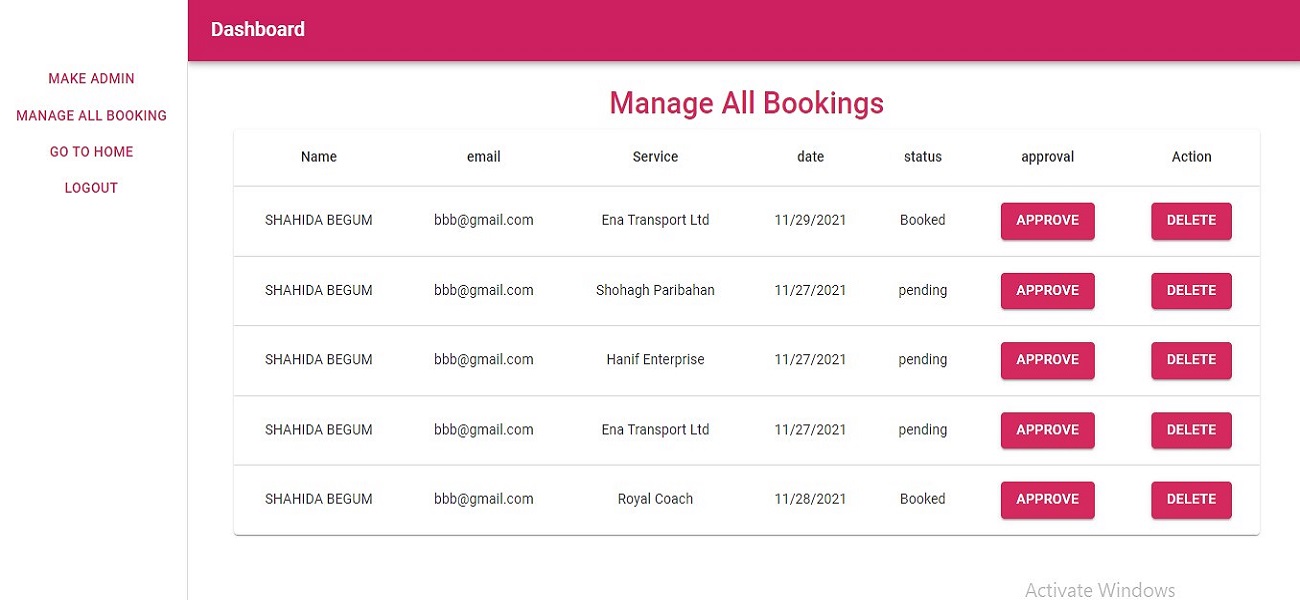 Dashboard
MAKE ADMIN
MANAGE ALL BOOKING
GO TO HOME
LOGOUT
Manage All Bookings
Name email Service date status approval Action
SHAHIDA BEGUM bbb@gmail.com Ena Transport Ltd 11/29/2021 Booked APPROVE DELETE
SHAHIDA BEGUM bbb@gmail.com Shohagh Paribahan 11/27/2021 pending APPROVE DELETE
SHAHIDA BEGUM bbb@gmail.com Hanif Enterprise 11/27/2021 pending APPROVE DELETE
SHAHIDA BEGUM bbb@gmail.com Ena Transport Ltd 11/27/2021 pending APPROVE DELETE
SHAHIDA BEGUM bbb@gmail.com Royal Coach 11/28/2021 Booked APPROVE DELETE
Activate Windows